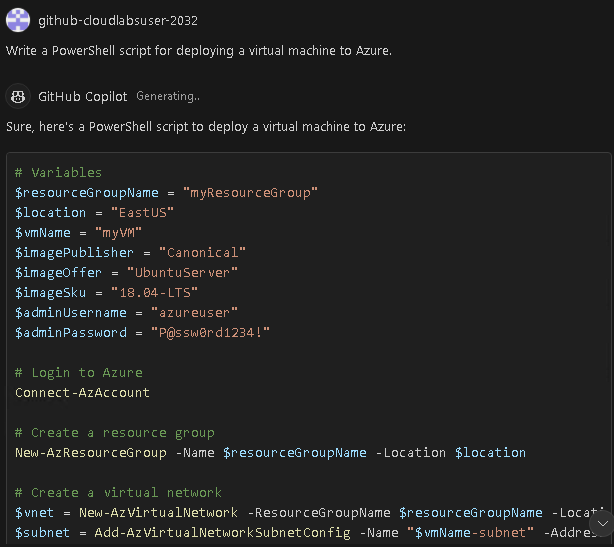 github-cloudlabsuser-2032
Write a PowerShell script for deploying a virtual machine to Azure.
GitHub Copilot Generating..
Sure, here's a PowerShell script to deploy a virtual machine to Azure:
# Variables
$resourceGroupName = "myResourceGroup"
$location = "EastUS"
$vmName = "myVM"
$imagePublisher = "Canonical"
$imageOffer = "UbuntuServer"
$imageSku = "18.04-LTS"
$adminUsername = "azureuser"
$adminPassword = "P@ssw0rd1234!"
# Login to Azure
Connect-AzAccount
# Create a resource group
New-AzResourceGroup -Name $resourceGroupName -Location $location
# Create a virtual network
$vnet = New-AzVirtualNetwork -ResourceGroupName $resourceGroupName -Locati
$subnet = Add-AzVirtualNetworkSubnetConfig -Name "$vmName-subnet" -Addres